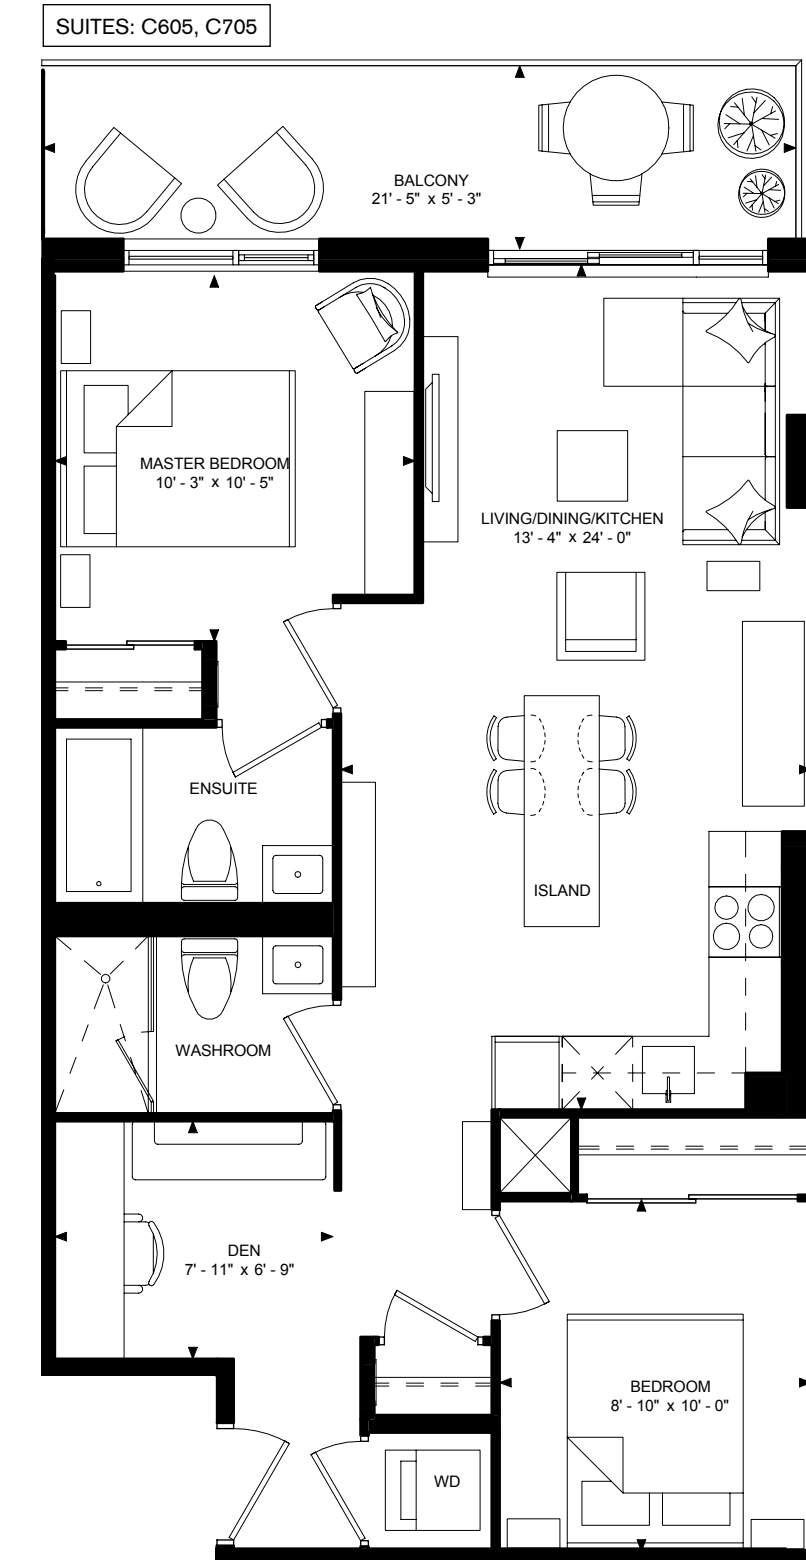 SUITES: C605, C705
BALCONY
21' - 5" x 5' - 3"
MASTER BEDROOM
10' - 3" x 10' - 5"
LIVING/DINING/KITCHEN
13' - 4" x 24' - 0"
ENSUITE
ISLAND
WASHROOM
DEN
7' - 11" x 6' - 9"
BEDROOM
8' - 10" x 10' - 0"
WD